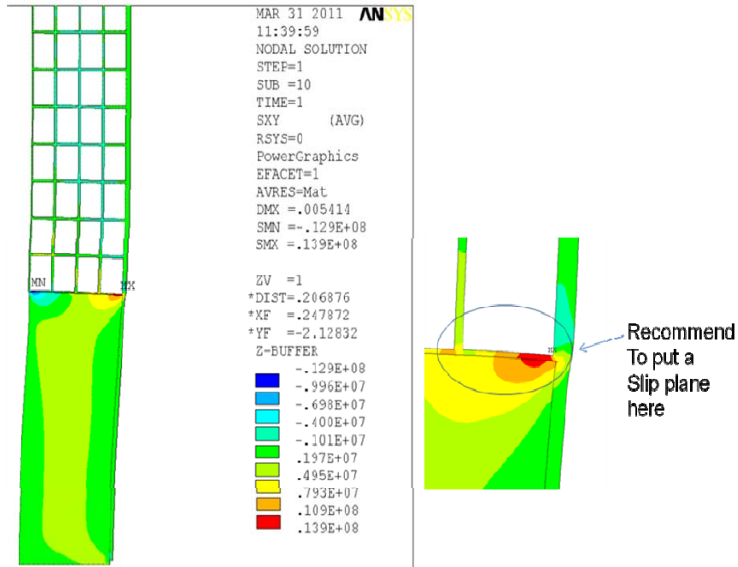 MAR 31 2011 ANSYS
11:39:59
NODAL SOLUTION
STEP=1
SUB =10
TIME=1
SXY (AVG)
RSYS=0
PowerGraphics
EFACET=1
AVRES=Mat
DMX =.005414
SMN =-.129E+08
SMX =.139E+08
ZV =1
*DIST=.206876
*XF =.247872
*YF =-2.12832
Z-BUFFER
-.129E+08
-.996E+07
-.698E+07
-.400E+07
-.101E+07
.197E+07
.495E+07
.793E+07
.109E+08
.139E+08
MN
MX
MX
Recommend
To put a
Slip plane
here